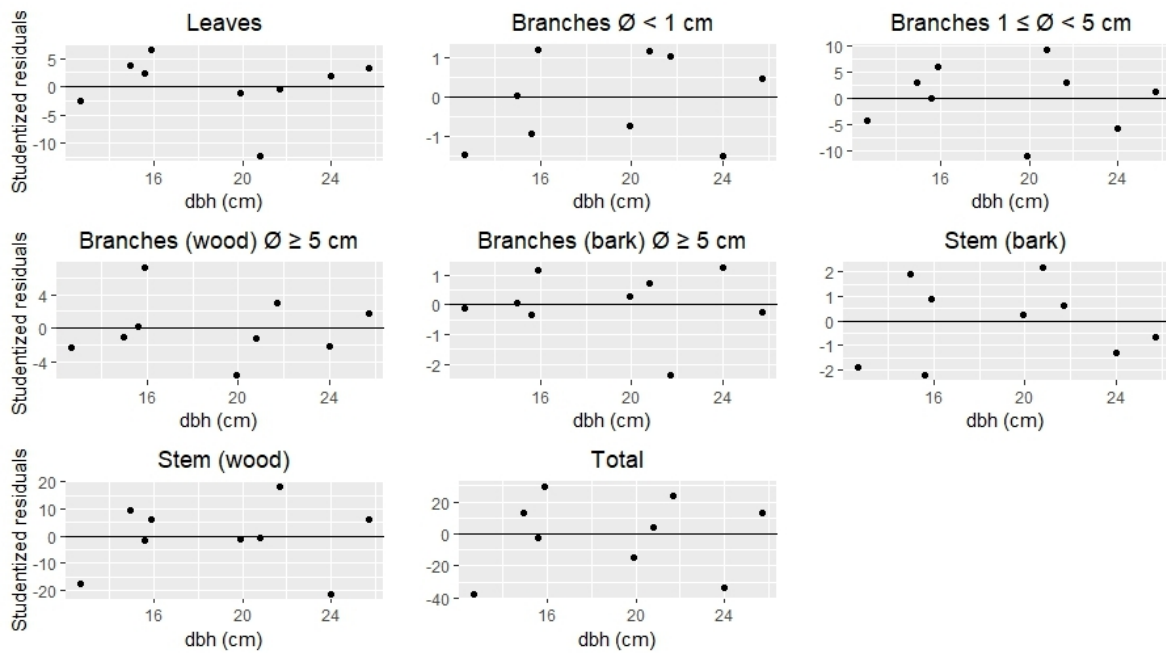 Leaves
Branches Ø < 1 cm
Branches 1 ≤ Ø < 5 cm
Studentized residuals
5
0
-5
-10
16 20 24
dbh (cm)
1
0
-1
16 20 24
dbh (cm)
10
5
0
-5
-10
16 20 24
dbh (cm)
Branches (wood) Ø ≥ 5 cm
Branches (bark) Ø ≥ 5 cm
Stem (bark)
Studentized residuals
4
0
-4
16 20 24
dbh (cm)
1
0
-1
-2
16 20 24
dbh (cm)
2
1
0
-1
-2
16 20 24
dbh (cm)
Stem (wood)
Total
Studentized residuals
20
10
0
-10
-20
16 20 24
dbh (cm)
20
0
-20
-40
16 20 24
dbh (cm)